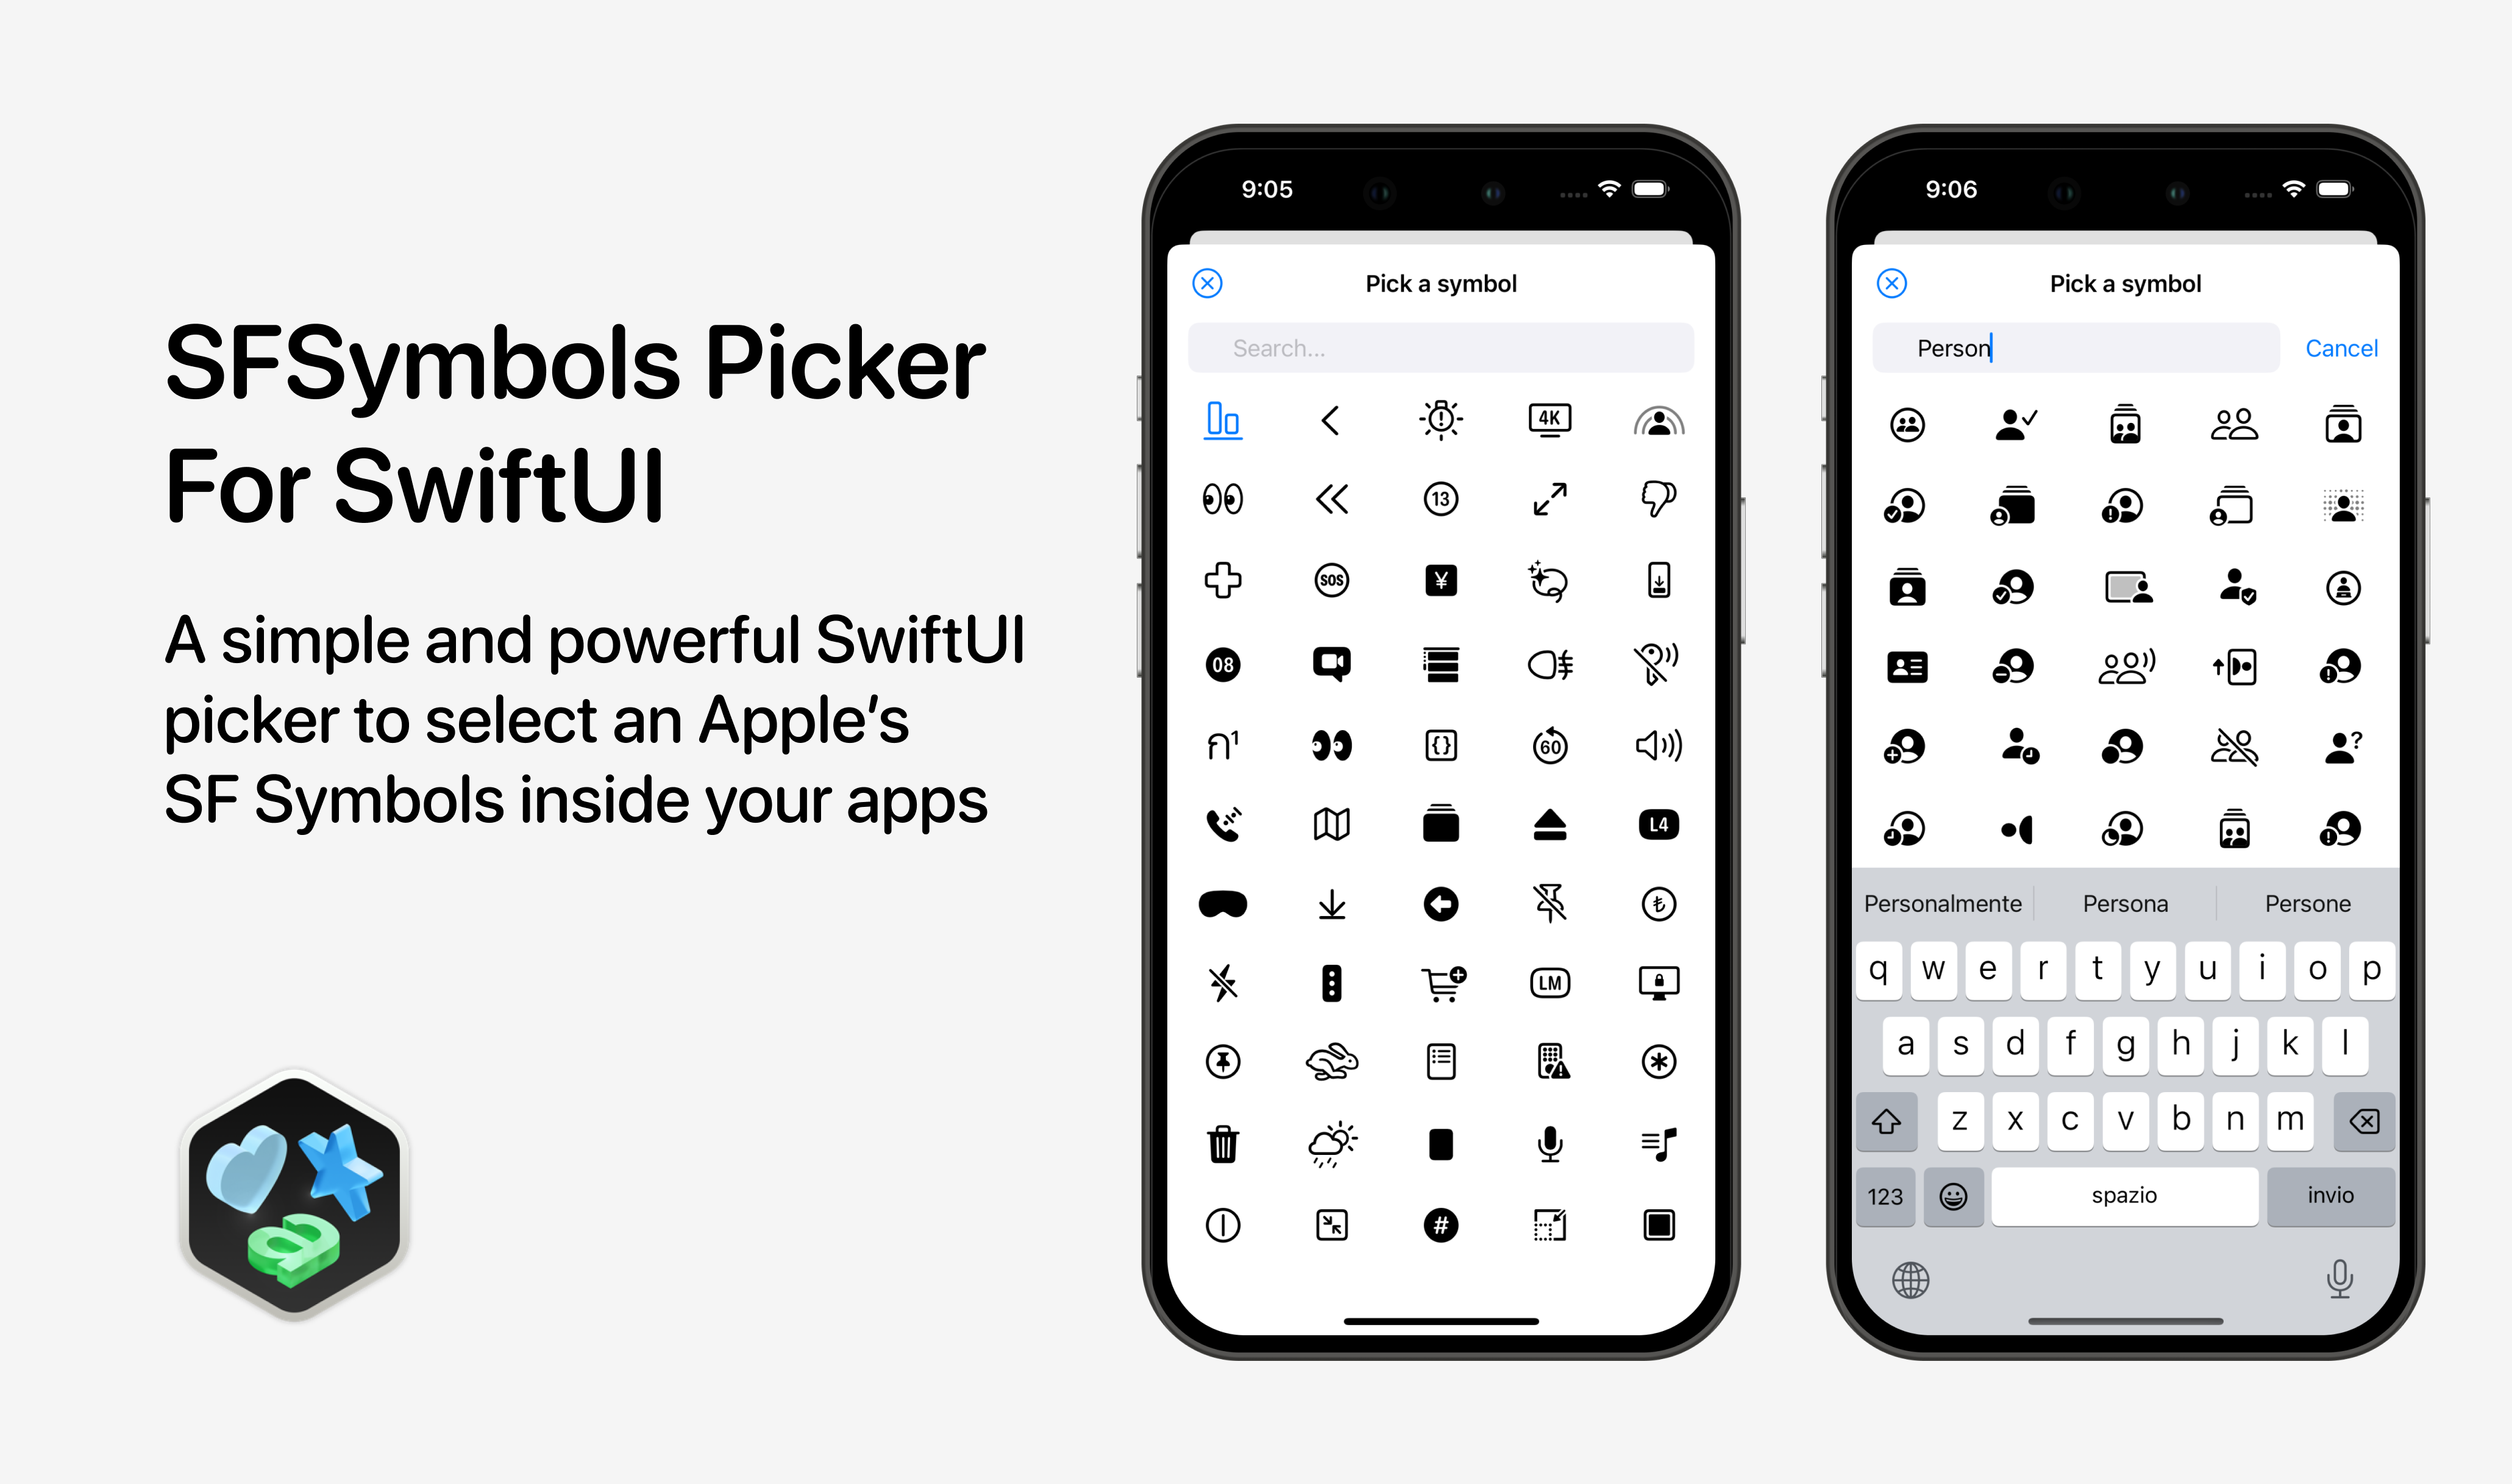 SFSymbols Picker
For SwiftUI
A simple and powerful SwiftUI
picker to select an Apple’s
SF Symbols inside your apps
a
9:05
Pick a symbol
Search...
4K
13
SOS
¥
08
ก1
{}
60
L4
₺
LM
*
#
9:06
Pick a symbol
Person
Cancel
?
Personalmente Persona Persone
q w e r t y u i o p
a s d f g h j k l
z x c v b n m
123 spazio invio